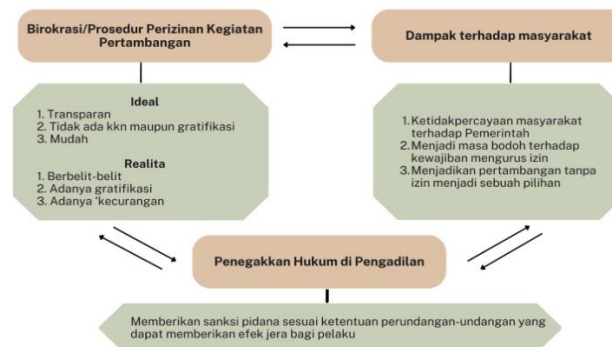 Birokrasi/Prosedur Perizinan Kegiatan
Pertambangan
Dampak terhadap masyarakat
Ideal
1. Transparan
2. Tidak ada kkn maupun gratifikasi
3. Mudah
Realita
1. Berbelit-belit
2. Adanya gratifikasi
3. Adanya 'kecurangan
1. Ketidakpercayaan masyarakat
terhadap Pemerintah
2. Menjadi masa bodoh terhadap
kewajiban mengurus izin
3. Menjadikan pertambangan tanpa
izin menjadi sebuah pilihan
Penegakkan Hukum di Pengadilan
Memberikan sanksi pidana sesuai ketentuan perundangan-undangan yang
dapat memberikan efek jera bagi pelaku